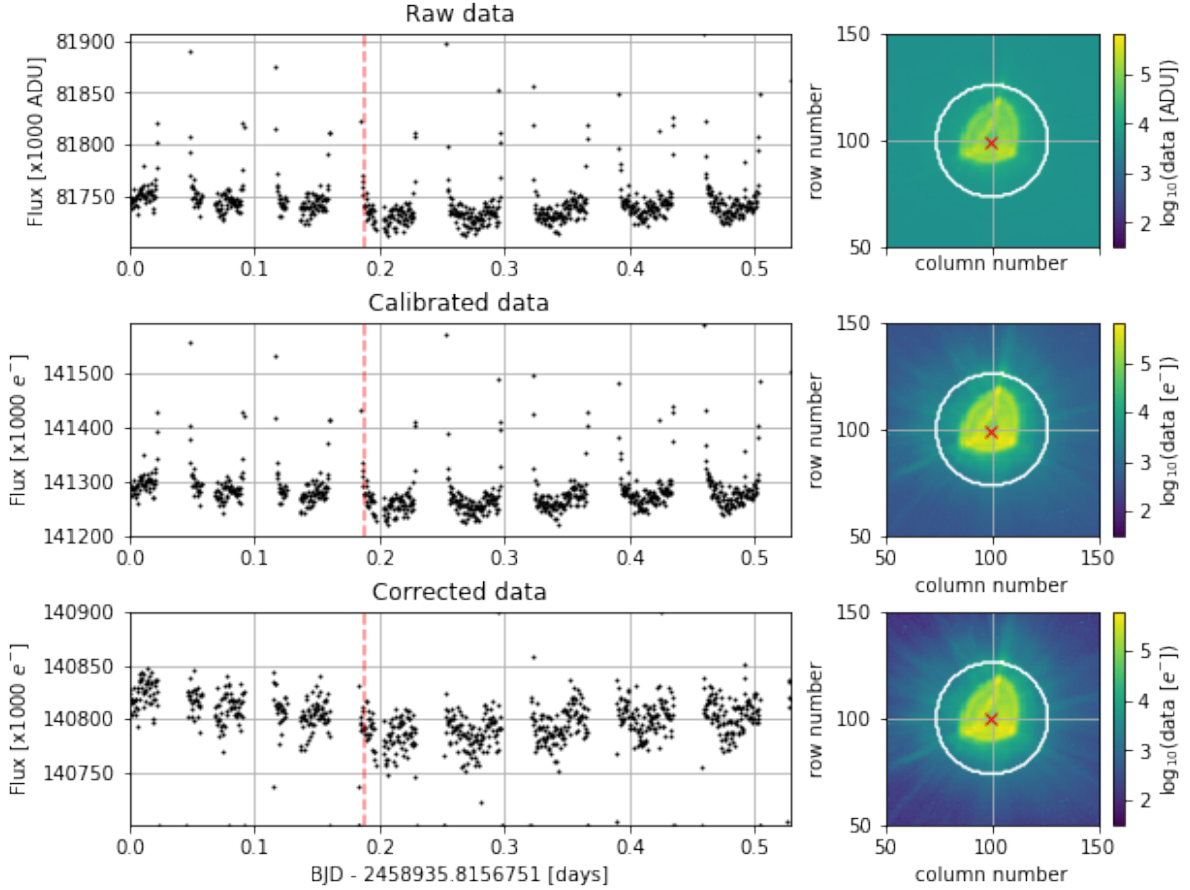 Raw data
Flux [x1000 ADU]
81900
81850
81800
81750
0.0 0.1 0.2 0.3 0.4 0.5
row number
150
100
50
column number
log₁₀(data [ADU])
5
4
3
2
Calibrated data
Flux [x1000 e⁻]
141500
141400
141300
141200
0.0 0.1 0.2 0.3 0.4 0.5
row number
150
100
50
50 100 150
column number
log₁₀(data [e⁻])
5
4
3
2
Corrected data
Flux [x1000 e⁻]
140900
140850
140800
140750
0.0 0.1 0.2 0.3 0.4 0.5
BJD - 2458935.8156751 [days]
row number
150
100
50
50 100 150
column number
log₁₀(data [e⁻])
5
4
3
2